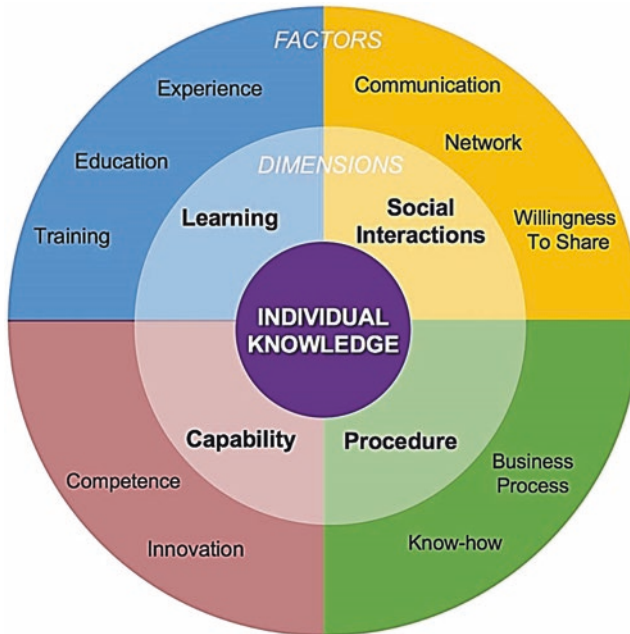 FACTORS
Experience
Communication
Education
Network
Training
Willingness
To Share
DIMENSIONS
Learning
Social
Interactions
INDIVIDUAL
KNOWLEDGE
Capability
Procedure
Competence
Business
Process
Innovation
Know-how